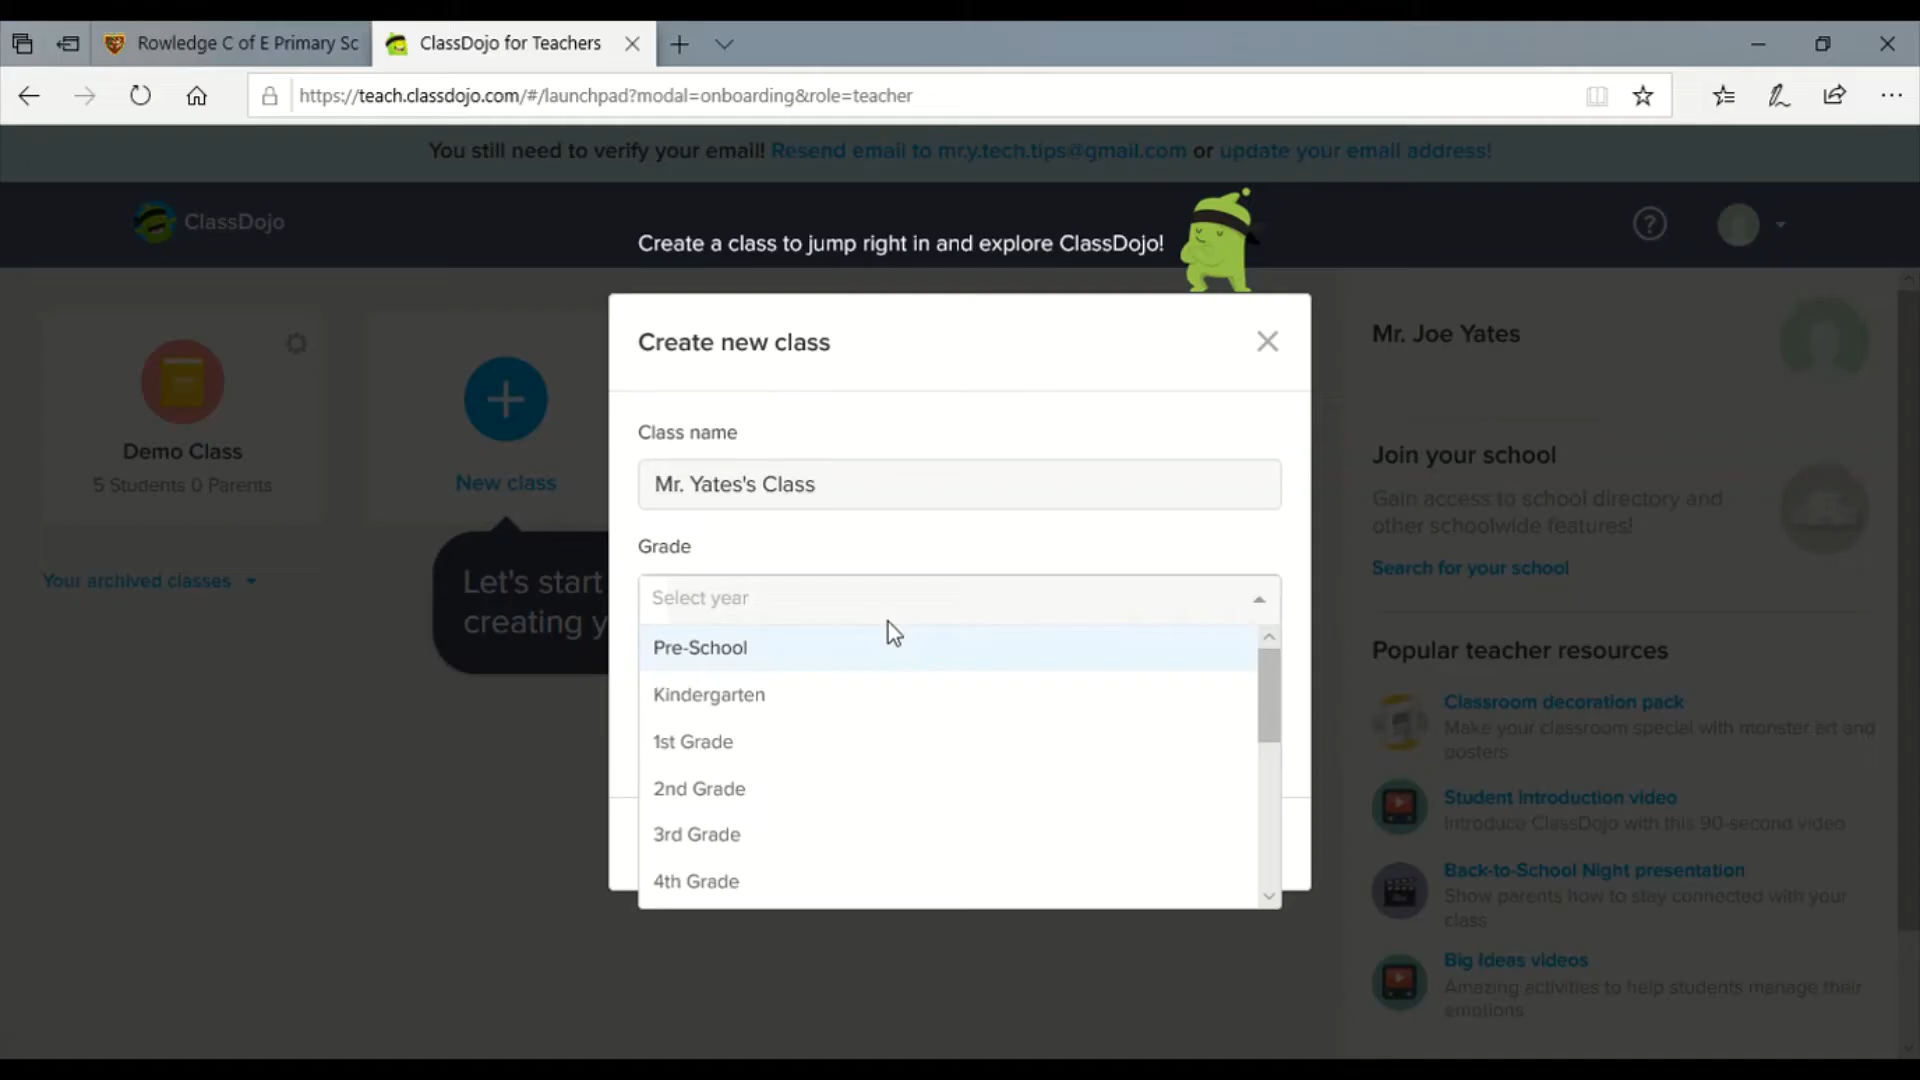 Rowledge C of E Primary Sc
ClassDojo for Teachers
https://teach.classdojo.com/#/launchpad?modal=onboarding&role=teacher
You still need to verify your email! Resend email to mr.y.tech.tips@gmail.com or update your email address!
ClassDojo
Create a class to jump right in and explore ClassDojo!
?
Demo Class
5 Students 0 Parents
New class
Your archived classes
Let's start
creating y
Create new class
Class name
Mr. Yates's Class
Grade
Select year
Pre-School
Kindergarten
1st Grade
2nd Grade
3rd Grade
4th Grade
Mr. Joe Yates
Join your school
Gain access to school directory and
other schoolwide features!
Search for your school
Popular teacher resources
Classroom decoration pack
Make your classroom special with monster art and
posters
Student Introduction video
Introduce ClassDojo with this 90-second video
Back-to-School Night presentation
Show parents how to stay connected with your
class
Big Ideas videos
Amazing activities to help students manage their
emotions